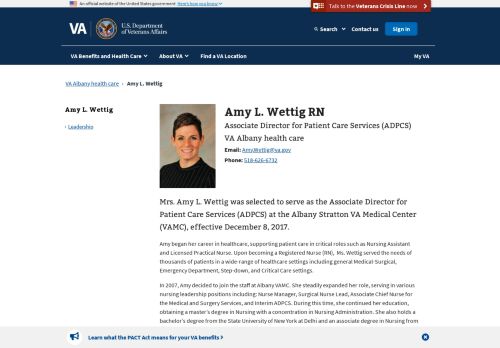 An official website of the United States government Here's how you know
Talk to the Veterans Crisis Line now
VA
U.S. Department
of Veterans Affairs
Search
Contact us
Sign in
VA Benefits and Health Care
About VA
Find a VA Location
My VA
VA Albany health care › Amy L. Wettig
Amy L. Wettig
Leadership
Amy L. Wettig RN
Associate Director for Patient Care Services (ADPCS)
VA Albany health care
Email: Amy.Wettig@va.gov
Phone: 518-626-6732
Mrs. Amy L. Wettig was selected to serve as the Associate Director for
Patient Care Services (ADPCS) at the Albany Stratton VA Medical Center
(VAMC), effective December 8, 2017.
Amy began her career in healthcare, supporting patient care in critical roles such as Nursing Assistant
and Licensed Practical Nurse. Upon becoming a Registered Nurse (RN), Ms. Wettig served the needs of
thousands of patients in a wide range of healthcare settings including general Medical-Surgical,
Emergency Department, Step-down, and Critical Care settings.
In 2007, Amy decided to join the staff at Albany VAMC. She steadily expanded her role, serving in various
nursing leadership positions including: Nurse Manager, Surgical Nurse Lead, Associate Chief Nurse for
the Medical and Surgery Services, and Interim ADPCS. During this time, she continued her education,
obtaining a master's degree in Nursing with a concentration in Nursing Administration. She also holds a
bachelor's degree from the State University of New York at Delhi and an associate degree in Nursing from
Learn what the PACT Act means for your VA benefits